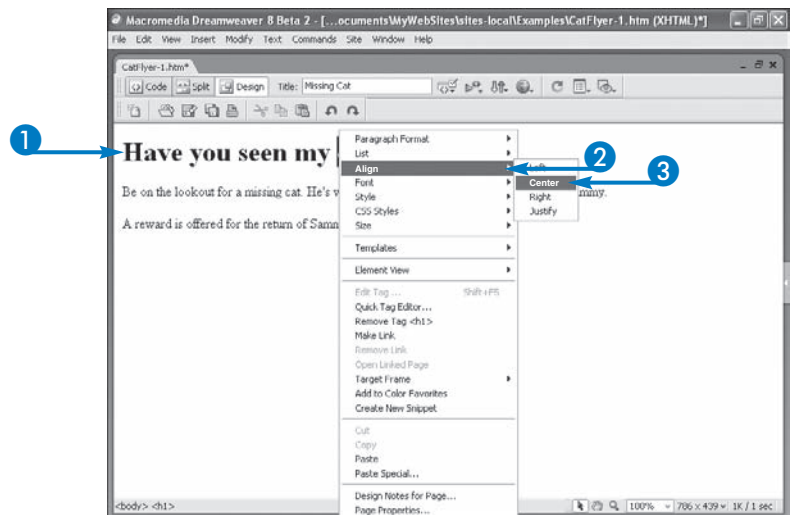 Macromedia Dreamweaver 8 Beta 2 - [...ocuments\MyWebSites\sites-local\Examples\CatFlyer-1.htm (XHTML)*]
File Edit View Insert Modify Text Commands Site Window Help
CatFlyer-1.htm*
Code Split Design Title: Missing Cat
1
Have you seen my
Be on the lookout for a missing cat. He's
A reward is offered for the return of
Paragraph Format
List
Align
Font
Style
CSS Styles
Size
Templates
Element View
Edit Tag ... Shift+F5
Quick Tag Editor...
Remove Tag <h1>
Make Link
Remove Link
Open Linked Page
Target Frame
Add to Color Favorites
Create New Snippet
Cut
Copy
Paste
Paste Special...
Design Notes for Page...
Page Properties...
2
Left
Center
Right
Justify
3
<body> <h1>
100% 786 x 439 1K / 1 sec